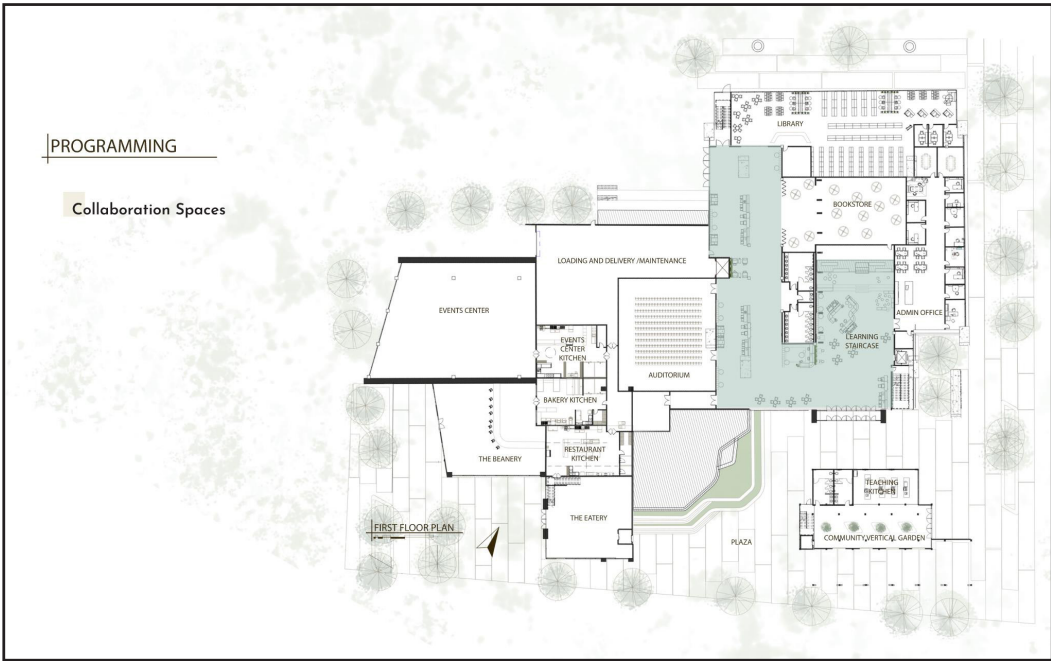 PROGRAMMING
Collaboration Spaces
LIBRARY
BOOKSTORE
LOADING AND DELIVERY /MAINTENANCE
EVENTS CENTER
ADMIN OFFICE
EVENTS
CENTER
KITCHEN
LEARNING
STAIRCASE
AUDITORIUM
BAKERY KITCHEN
THE BEANERY
RESTAURANT
KITCHEN
TEACHING
KITCHEN
THE EATERY
FIRST FLOOR PLAN
PLAZA
COMMUNITY VERTICAL GARDEN